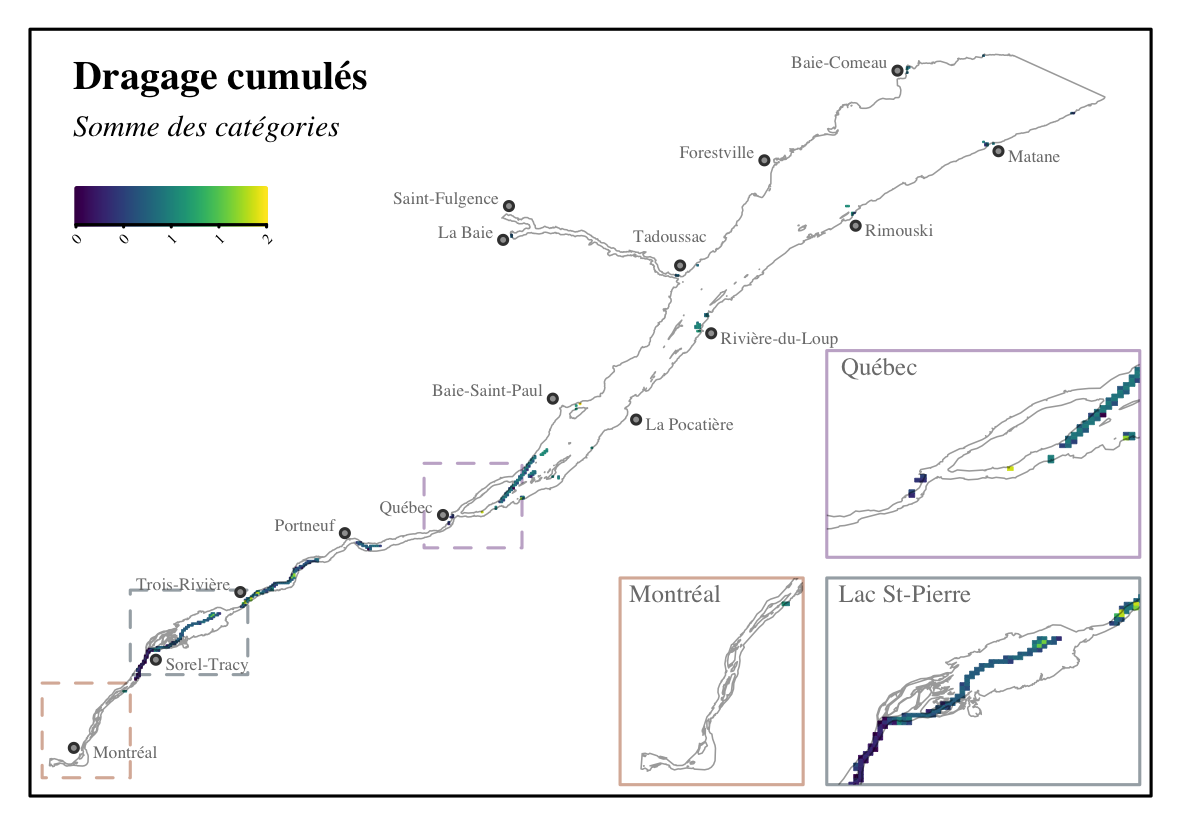 Dragage cumulés
Somme des catégories
0 0 1 1 2
Baie-Comeau
Forestville
Matane
Saint-Fulgence
La Baie
Tadoussac
Rimouski
Rivière-du-Loup
Québec
Baie-Saint-Paul
La Pocatière
Québec
Portneuf
Trois-Rivière
Montréal
Lac St-Pierre
Sorel-Tracy
Montréal